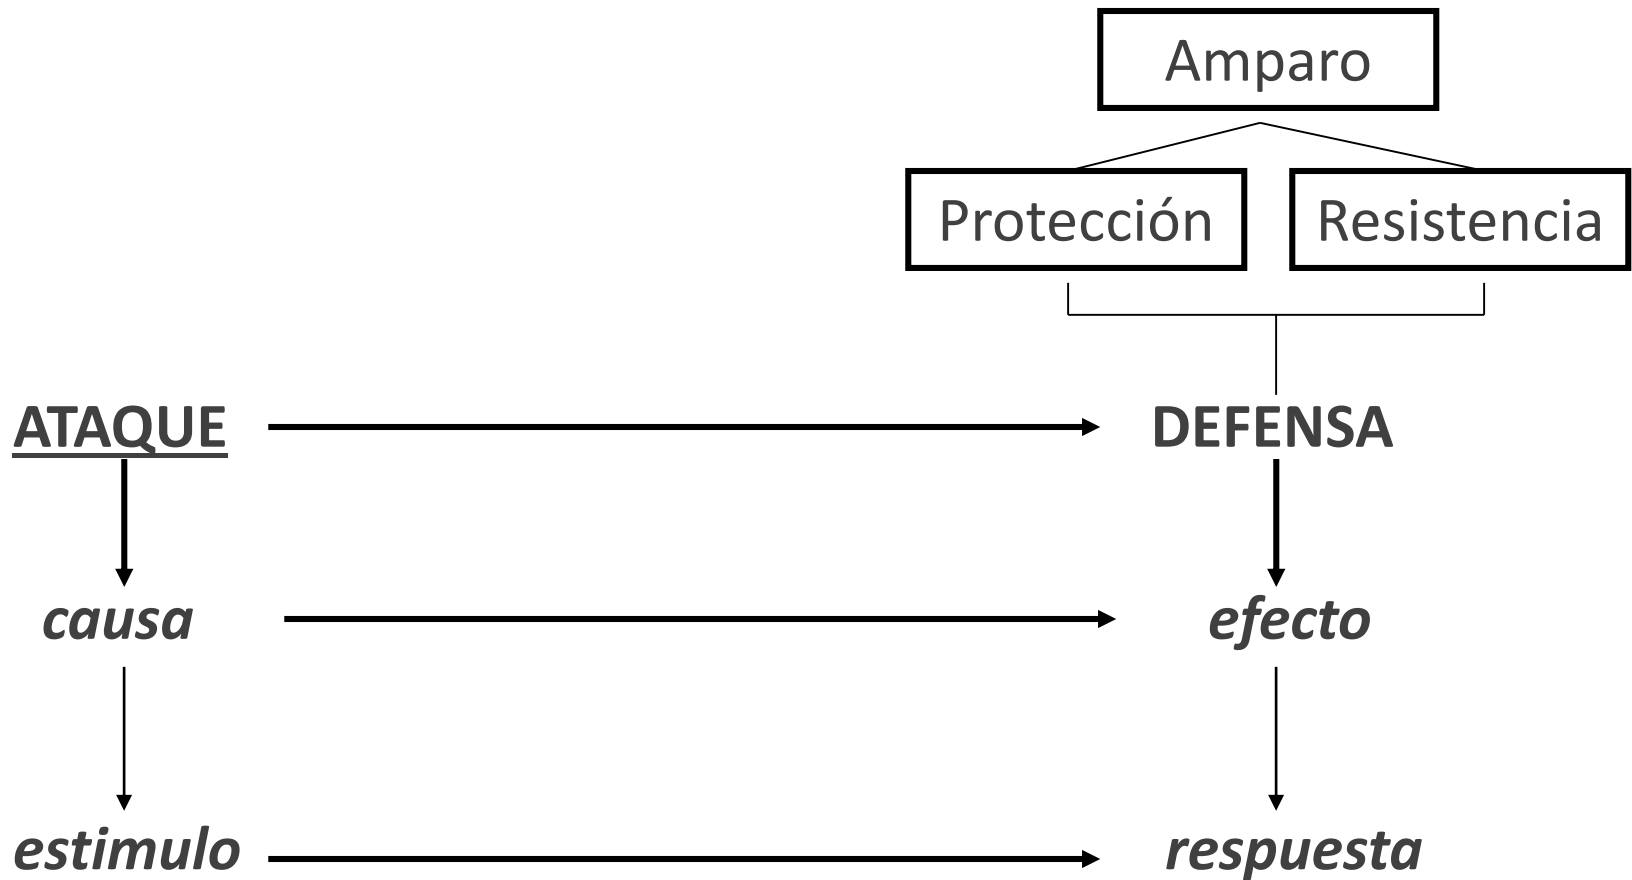 Amparo
Protección Resistencia
ATAQUE DEFENSA
causa efecto
estimulo respuesta